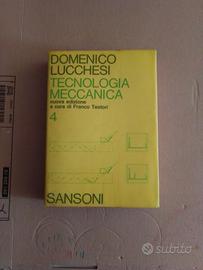 DOMENICO
LUCCHESI
TECNOLOGIA
MECCANICA
nuova edizione
a cura di Franco Testori
4
SANSONI
subito